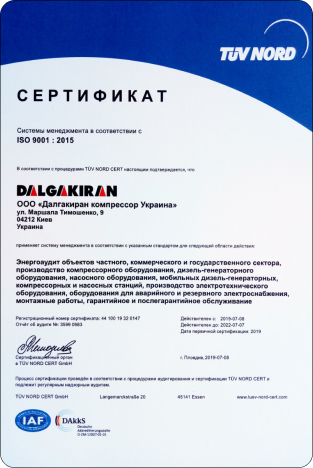 TÜV NORD
СЕРТИФИКАТ
Системы менеджмента в соответствии с
ISO 9001 : 2015
В соответствии с процедурами TÜV NORD CERT настоящим подтверждается, что
DALGAKIRAN
ООО «Далгакиран компрессор Украина»
ул. Маршала Тимошенко, 9
04212 Киев
Украина
применяет систему менеджмента в соответствии с указанным стандартом для следующей области действия:
Энергоаудит объектов частного, коммерческого и государственного сектора,
производство компрессорного оборудования, дизель-генераторного
оборудования, насосного оборудования, мобильных дизель-генераторных,
компрессорных и насосных станций, производство электротехнического
оборудования, оборудования для аварийного и резервного электроснабжения,
монтажные работы, гарантийное и послегарантийное обслуживание
Регистрационный номер сертификата: 44 100 19 32 0147
Отчёт об аудите №: 3599 0983
Действителен с 2019-07-08
Действителен до 2022-07-07
Дата первичной сертификации: 2019
Сертификационный орган
в TÜV NORD CERT GmbH
г. Пловдив, 2019-07-08
Процесс сертификации проведён в соответствии с процедурами аудитирования и сертификации TÜV NORD CERT и
подлежит регулярным надзорным аудитам.
TÜV NORD CERT GmbH Langemarckstraße 20 45141 Essen www.tuev-nord-cert.com
IAF
DAkkS
Deutsche
Akkreditierungsstelle